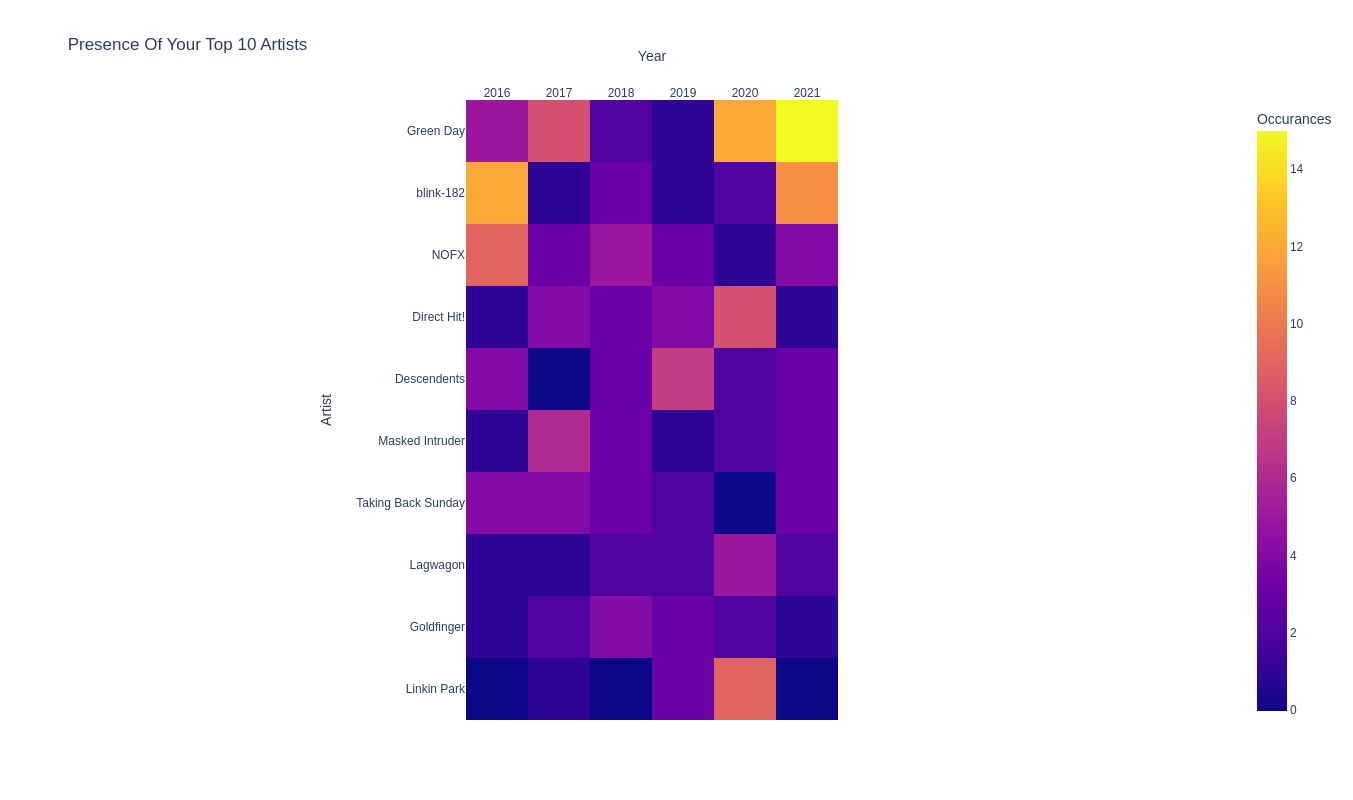 Presence Of Your Top 10 Artists
Year
2016 2017 2018 2019 2020 2021
Artist
Green Day
blink-182
NOFX
Direct Hit!
Descendents
Masked Intruder
Taking Back Sunday
Lagwagon
Goldfinger
Linkin Park
Occurances
14
12
10
8
6
4
2
0